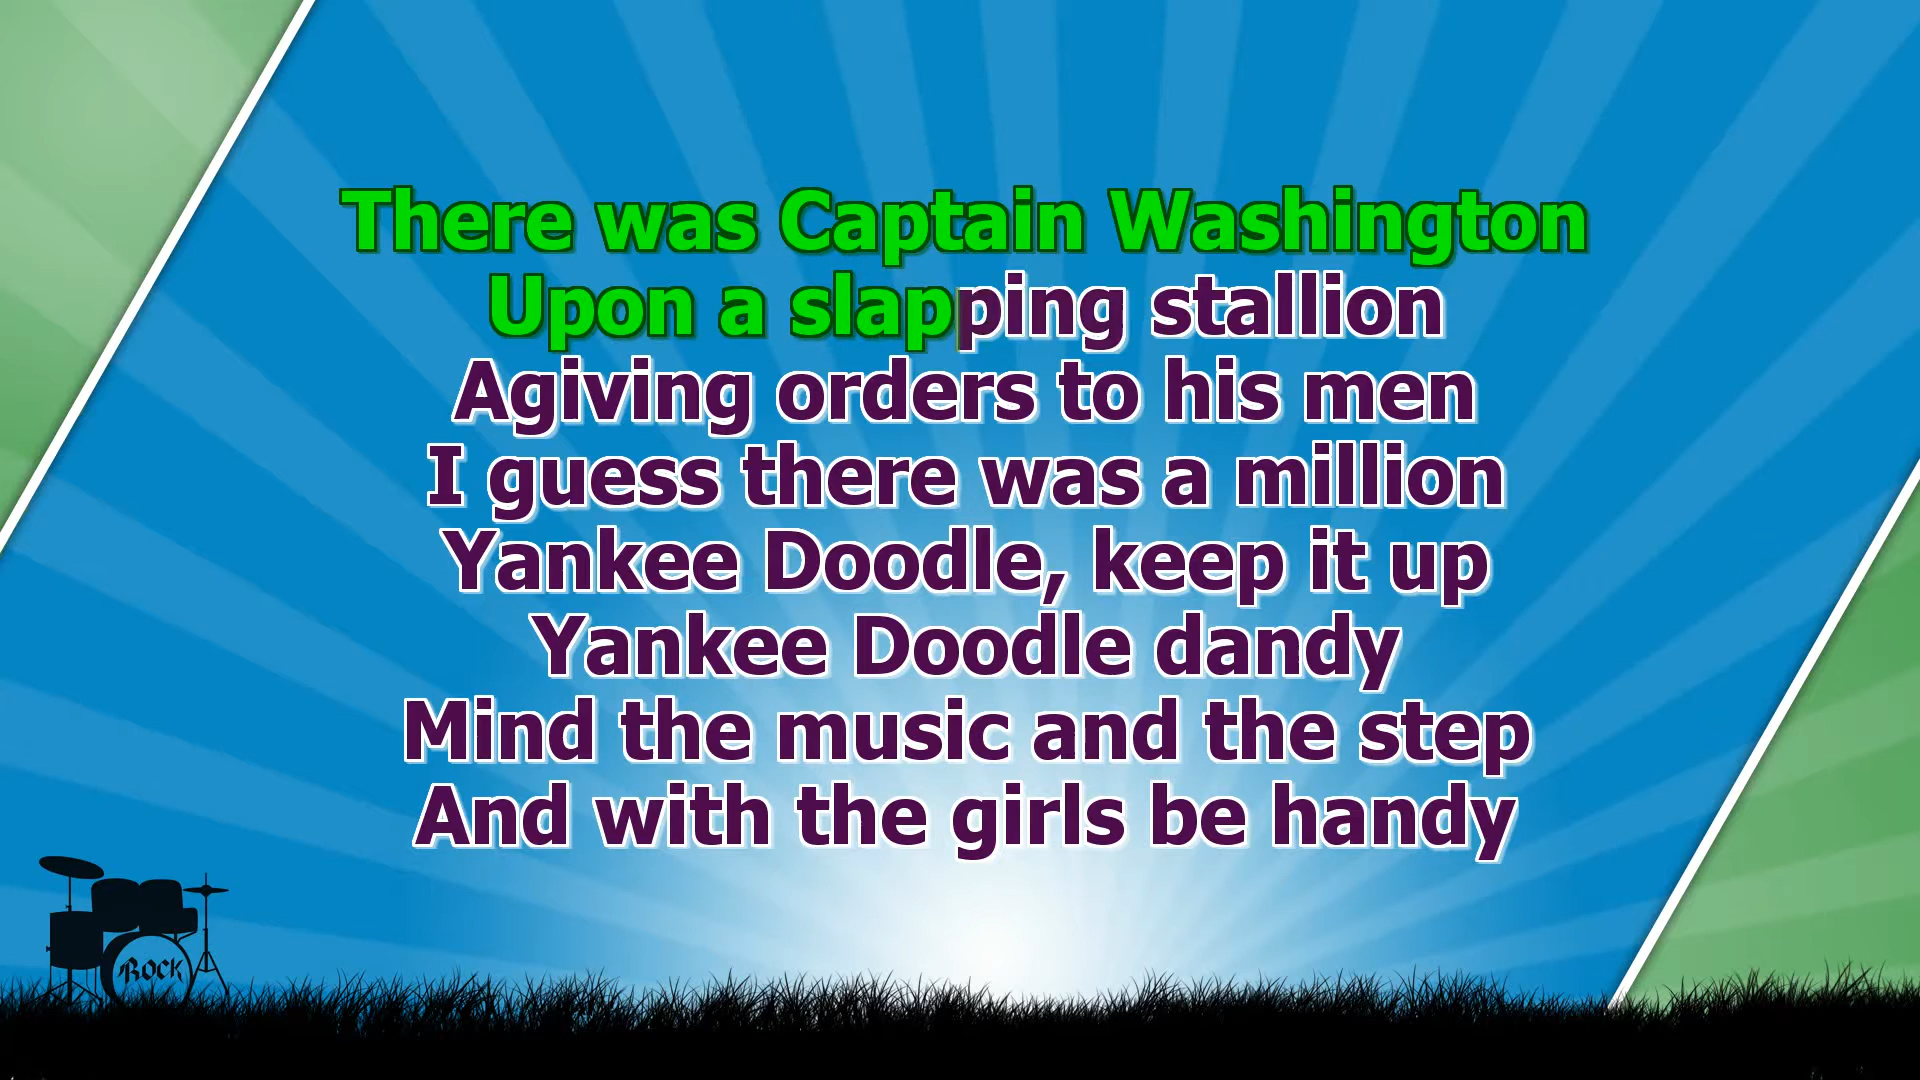 There was Captain Washington
Upon a slapping stallion
Agiving orders to his men
I guess there was a million
Yankee Doodle, keep it up
Yankee Doodle dandy
Mind the music and the step
And with the girls be handy
ROCK